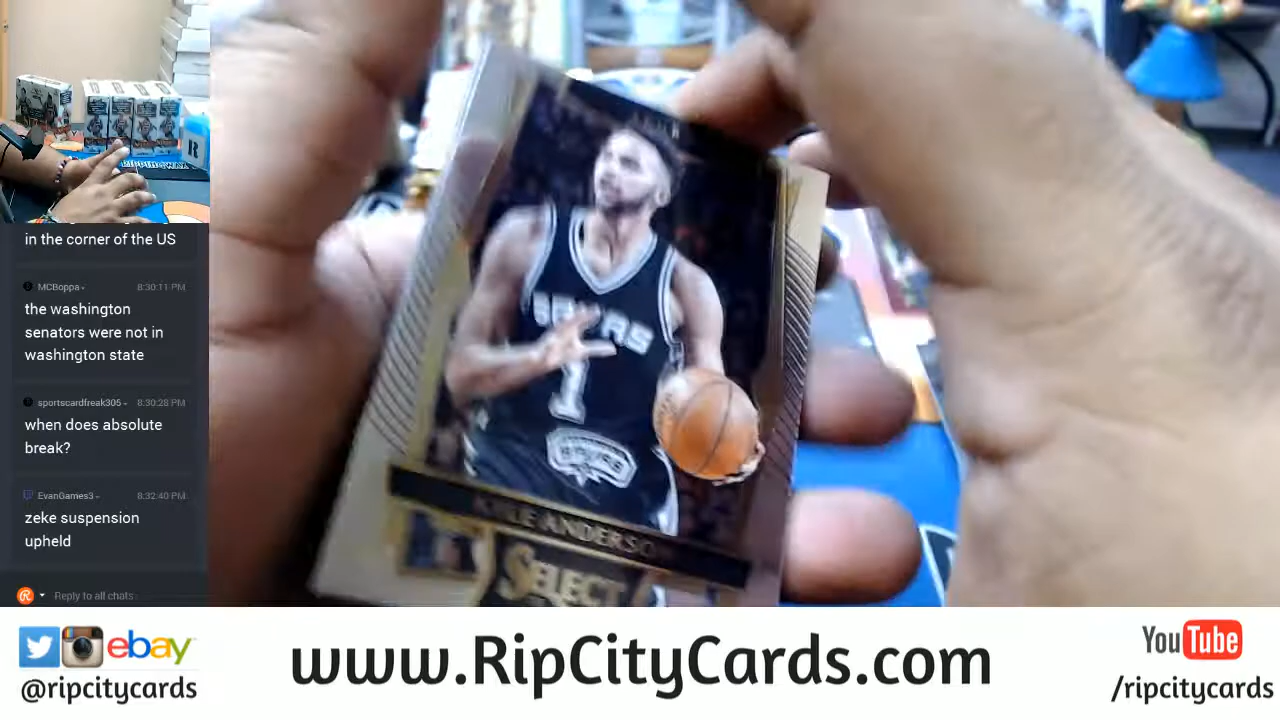 in the corner of the US
MCBoppa 8:30:11 PM
the washington
senators were not in
washington state
sportscardfreak305 8:30:28 PM
when does absolute
break?
EvanGames3 8:32:40 PM
zeke suspension
upheld
Reply to all chats
SPURS
1
SPURS
KYLE ANDERSON
SELECT
R
ebay
@ripcitycards
www.RipCityCards.com
YouTube
/ripcitycards